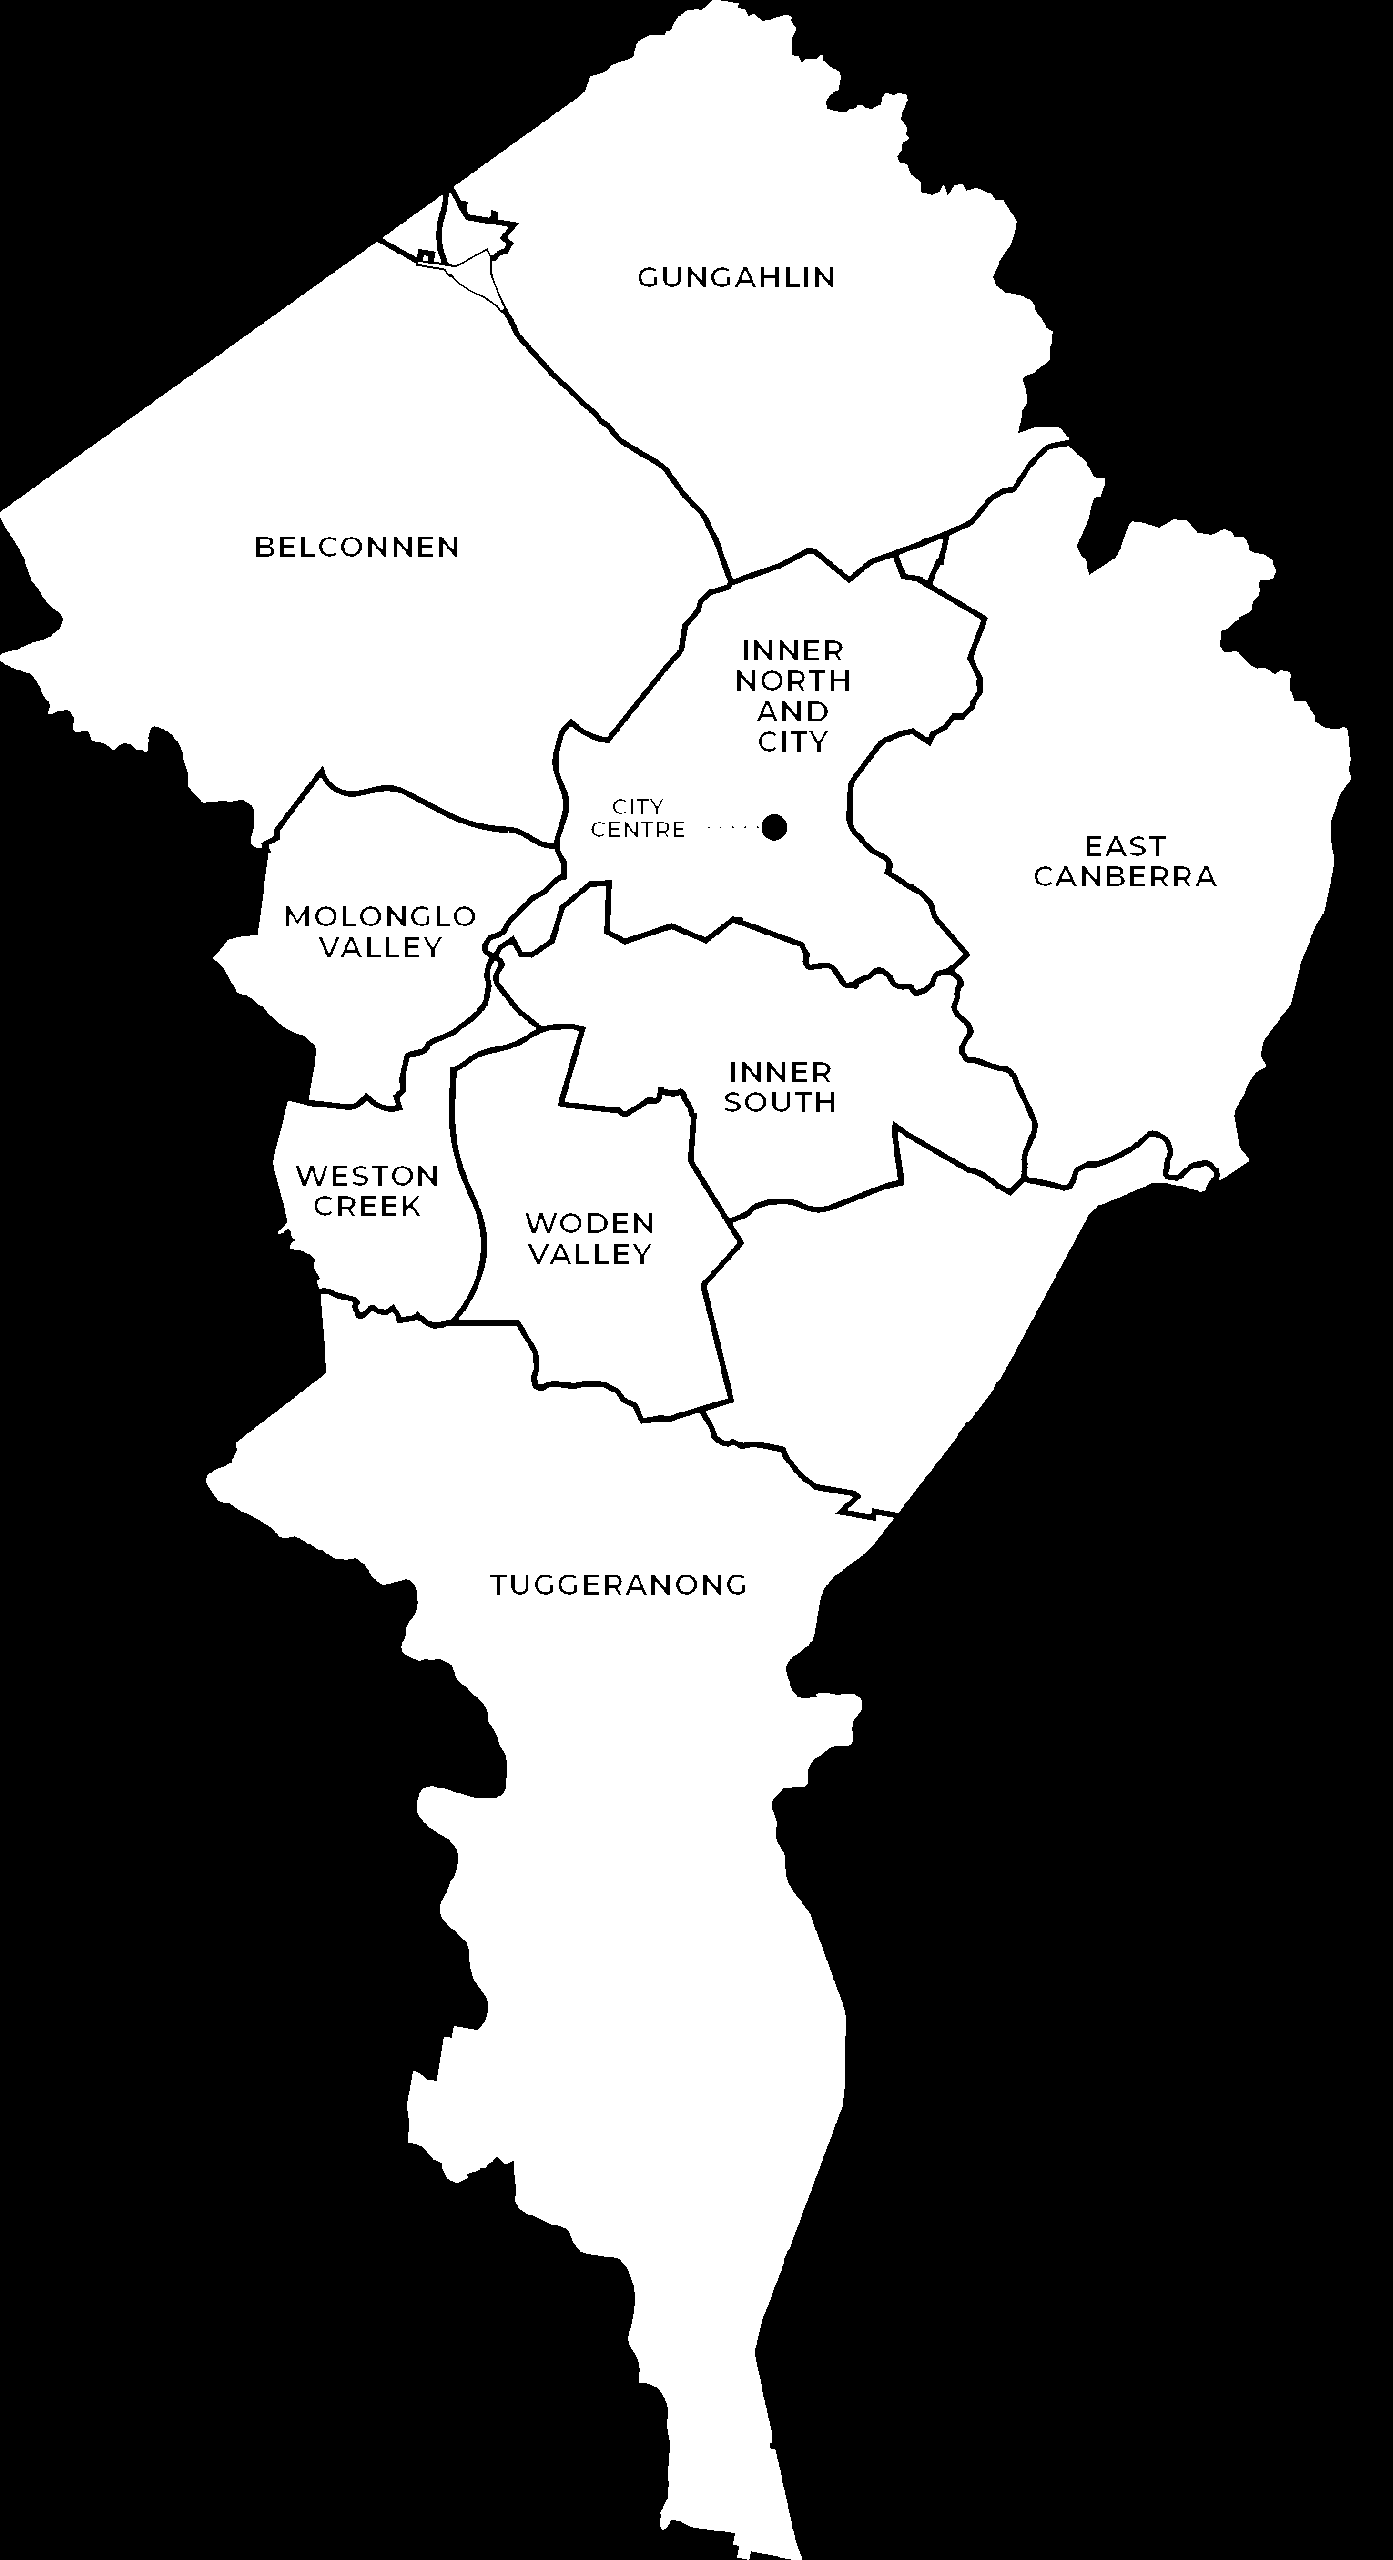 GUNGAHLIN
BELCONNEN
INNER
NORTH
AND
CITY
CITY
CENTRE
EAST
CANBERRA
MOLONGLO
VALLEY
INNER
SOUTH
WESTON
CREEK
WODEN
VALLEY
TUGGERANONG